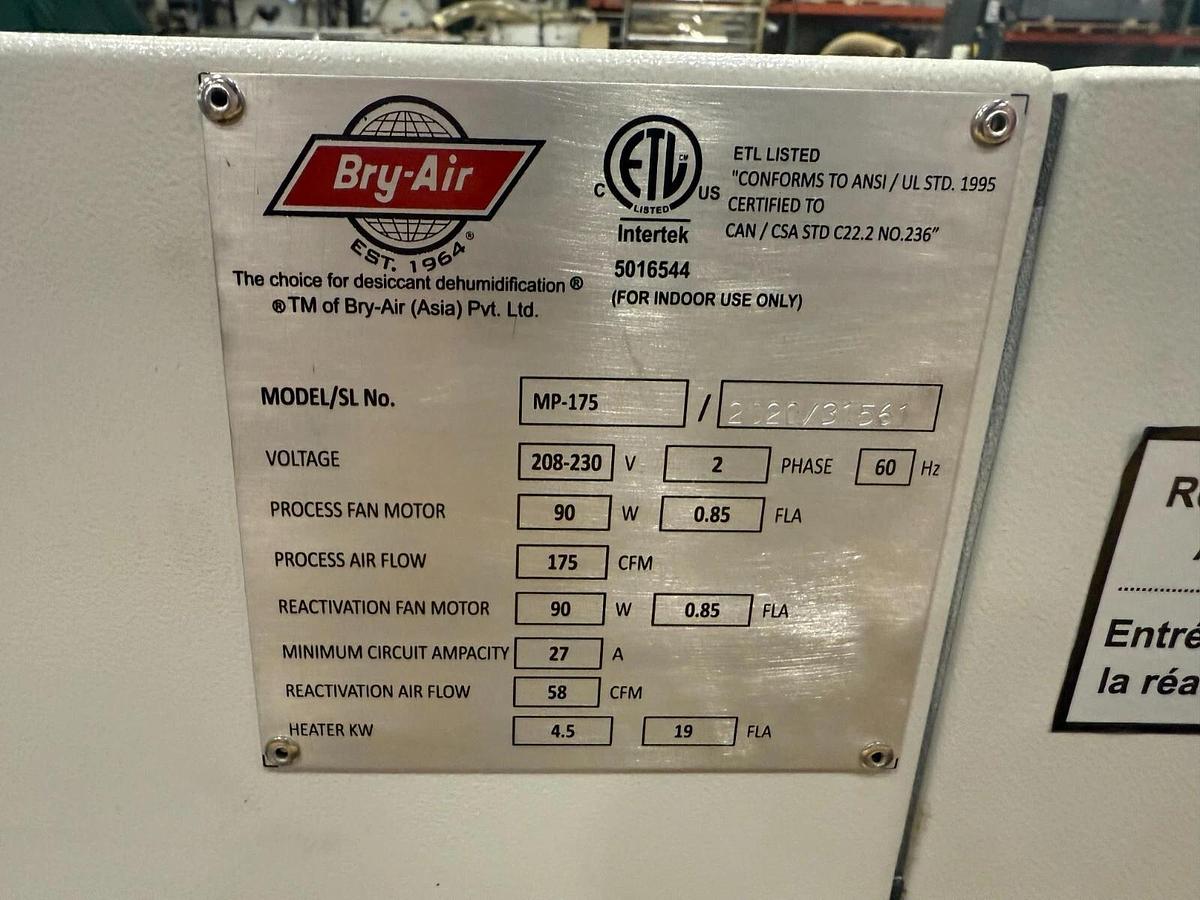 Bry-Air
EST. 1964®
The choice for desiccant dehumidification ®
®TM of Bry-Air (Asia) Pvt. Ltd.
ETL CM
LISTED
C US
Intertek
5016544
(FOR INDOOR USE ONLY)
ETL LISTED
"CONFORMS TO ANSI / UL STD. 1995
CERTIFIED TO
CAN / CSA STD C22.2 NO.236"
MODEL/SL No. MP-175 / 2020/31561
VOLTAGE 208-230 V 2 PHASE 60 Hz
PROCESS FAN MOTOR 90 W 0.85 FLA
PROCESS AIR FLOW 175 CFM
REACTIVATION FAN MOTOR 90 W 0.85 FLA
MINIMUM CIRCUIT AMPACITY 27 A
REACTIVATION AIR FLOW 58 CFM
HEATER KW 4.5 19 FLA
Entré
la réa